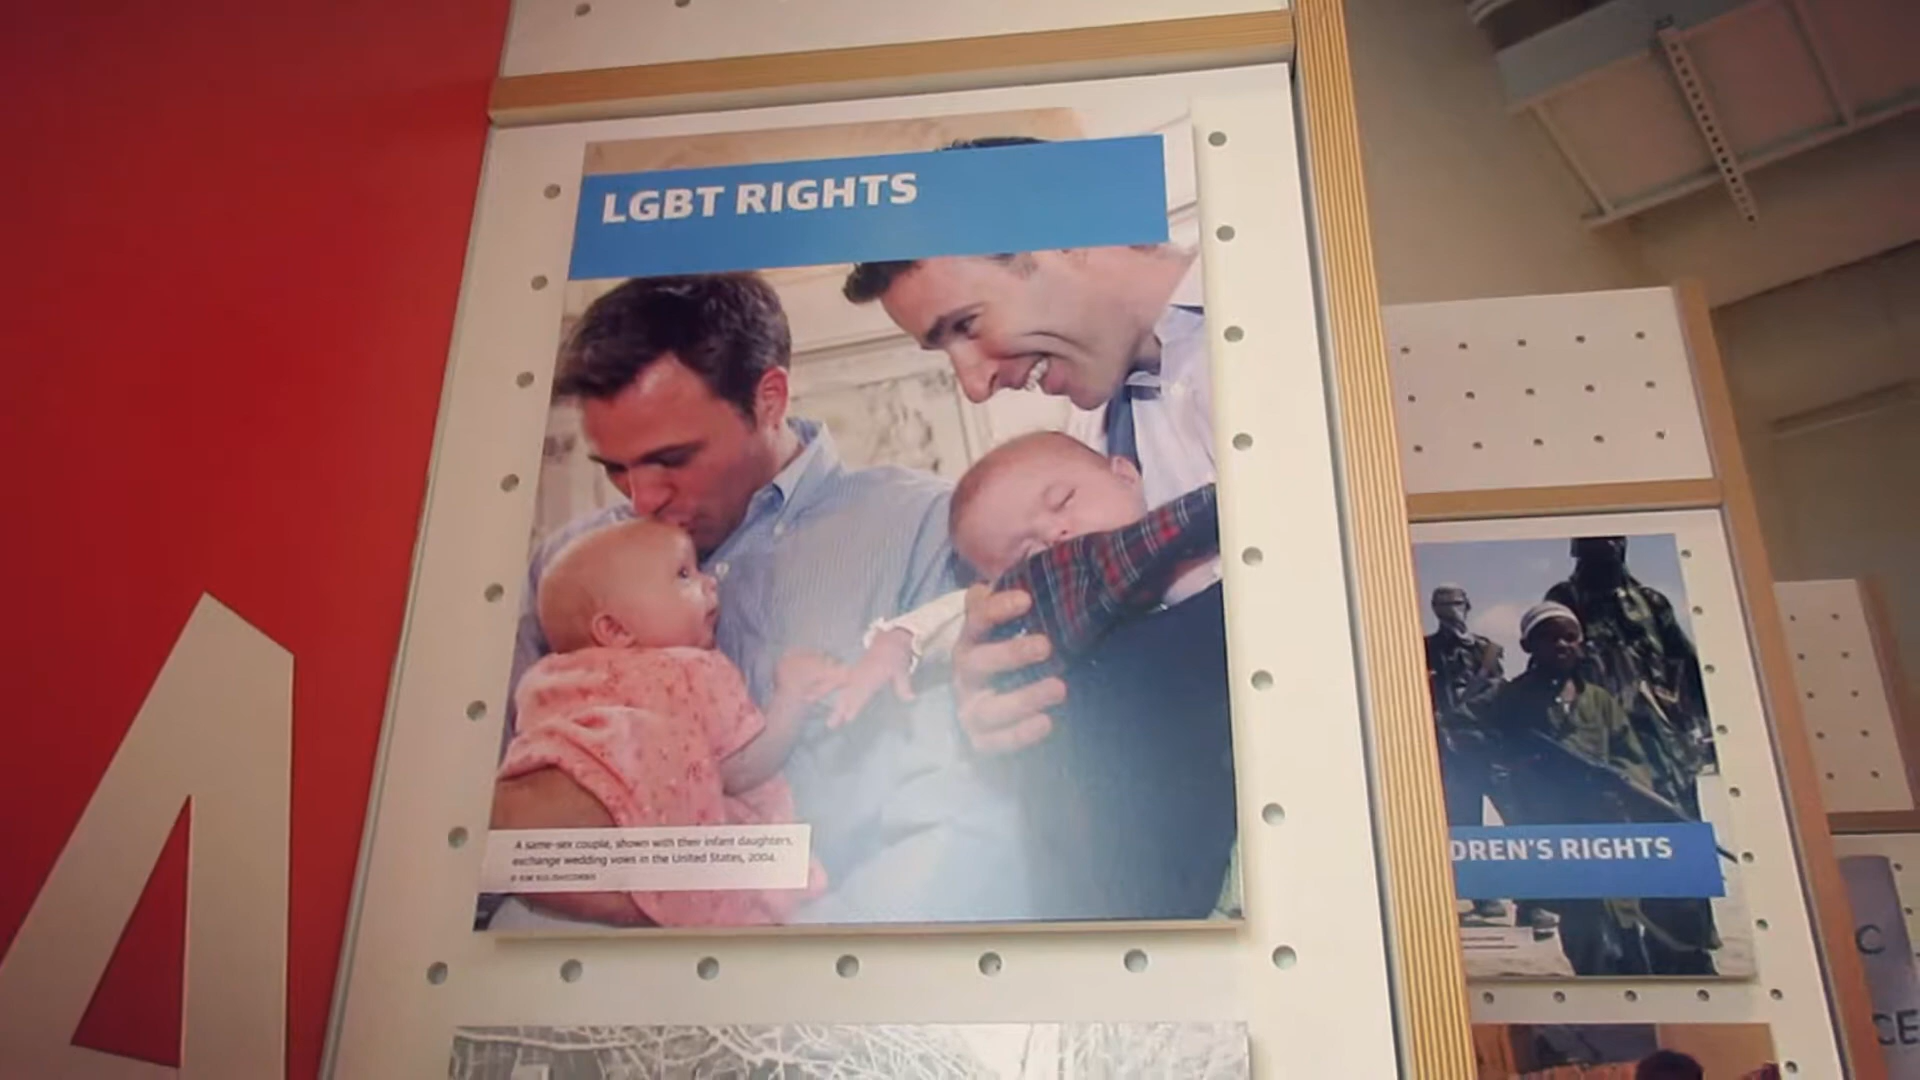 LGBT RIGHTS
A same-sex couple, shown with their infant daughters,
exchange wedding vows in the United States, 2004.
DREN'S RIGHTS
A
C
CE